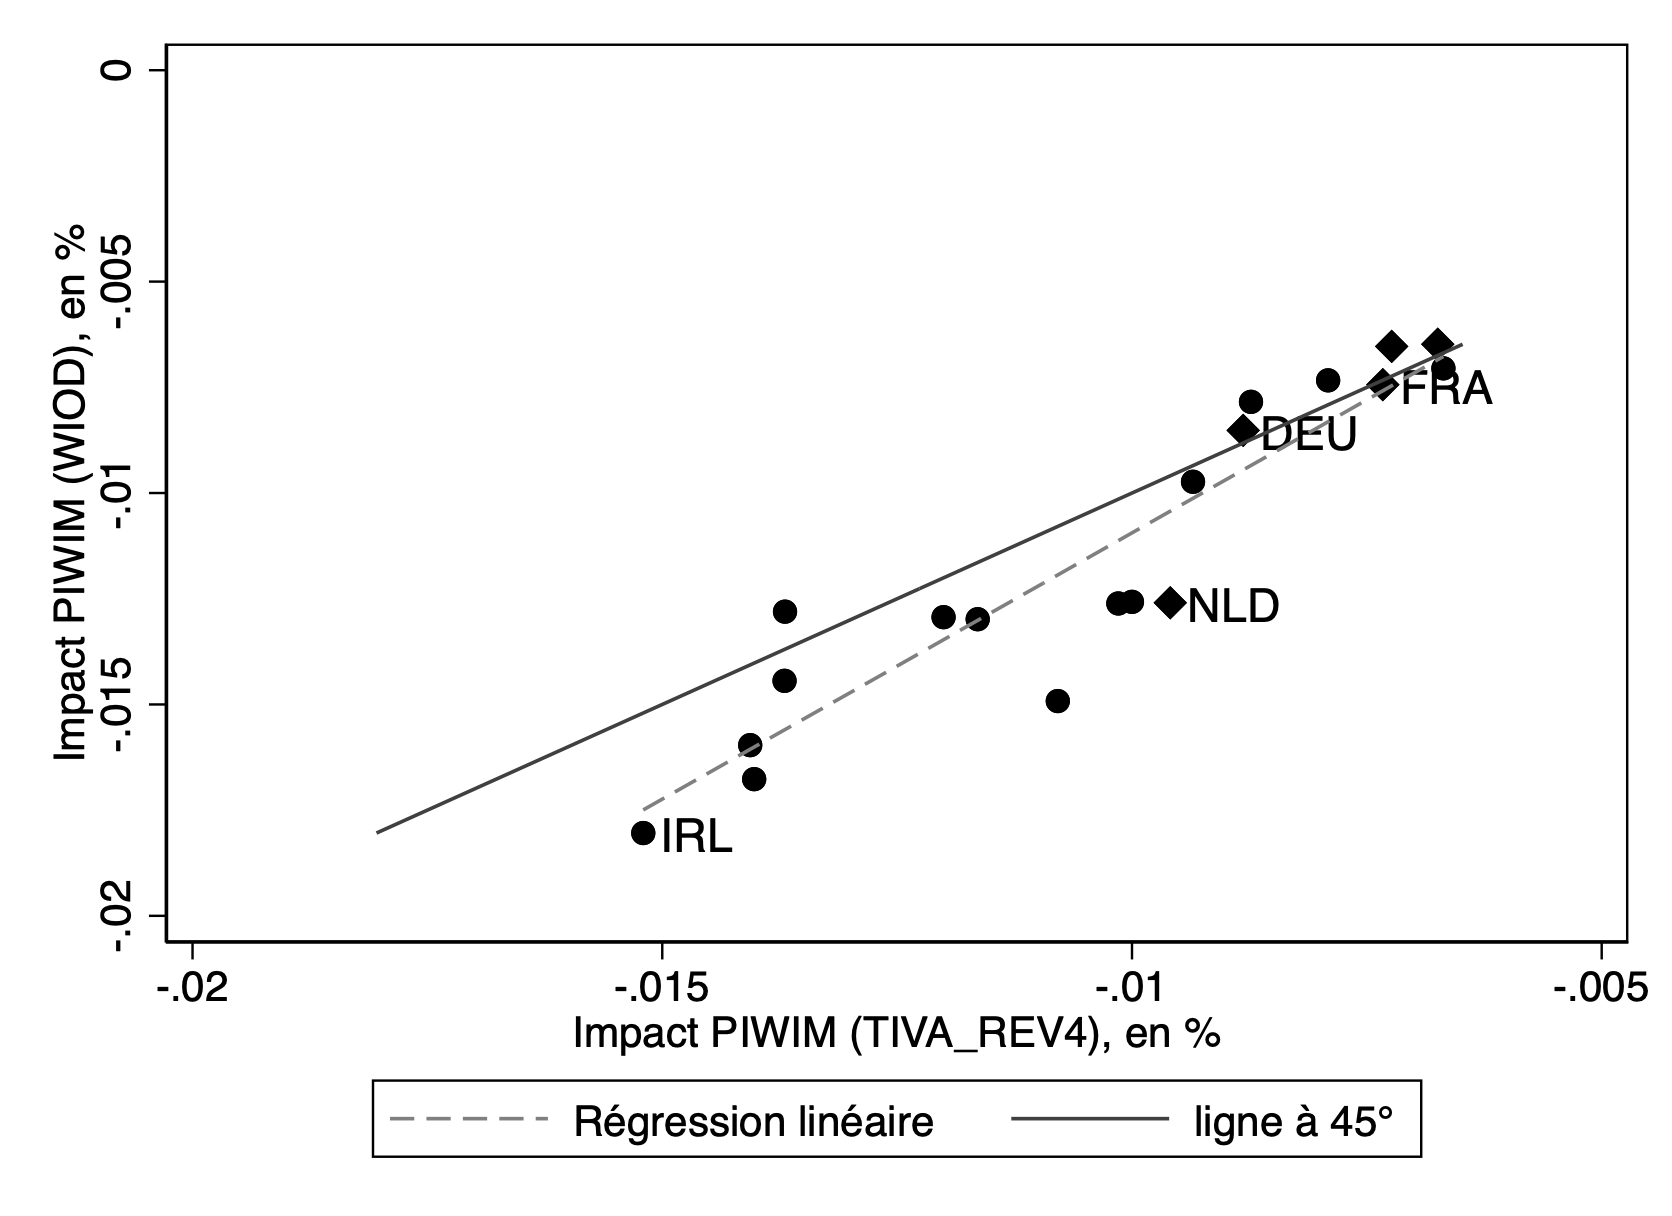 Impact PIWIM (WIOD), en %
0
-.005
-.01
-.015
-.02
FRA
DEU
NLD
IRL
-.02
-.015
-.01
-.005
Impact PIWIM (TIVA_REV4), en %
Régression linéaire
ligne à 45°